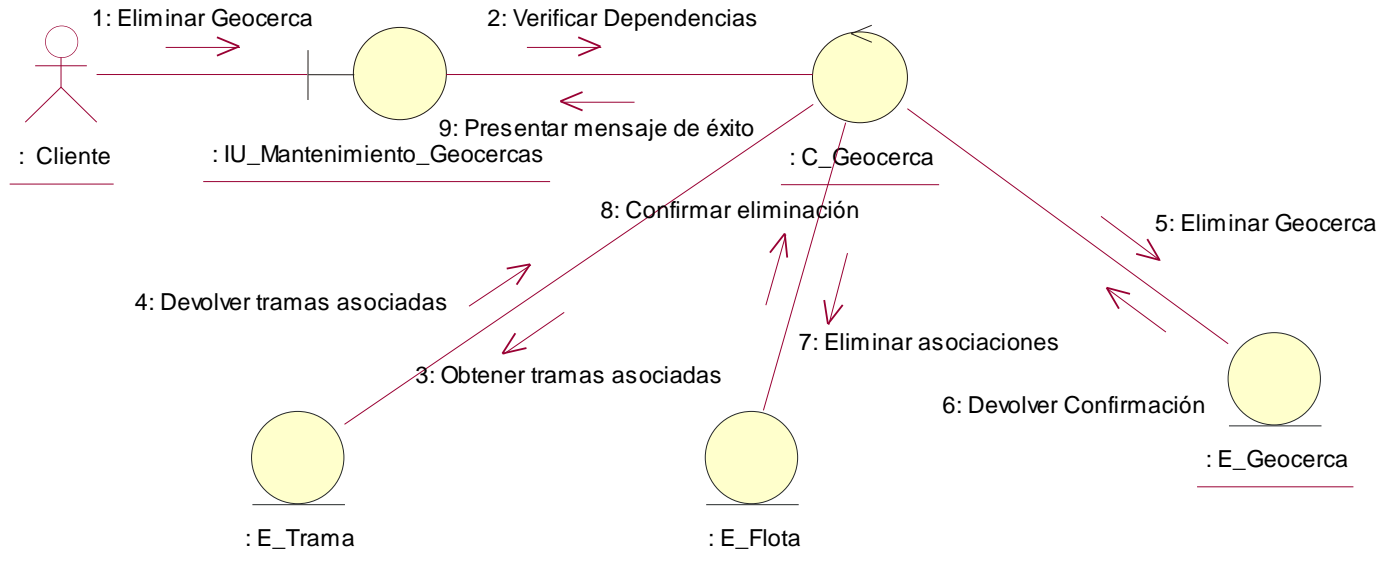 1: Eliminar Geocerca
2: Verificar Dependencias
9: Presentar mensaje de éxito
: Cliente
: IU_Mantenimiento_Geocercas
: C_Geocerca
8: Confirmar eliminación
5: Eliminar Geocerca
4: Devolver tramas asociadas
7: Eliminar asociaciones
3: Obtener tramas asociadas
6: Devolver Confirmación
: E_Geocerca
: E_Trama
: E_Flota